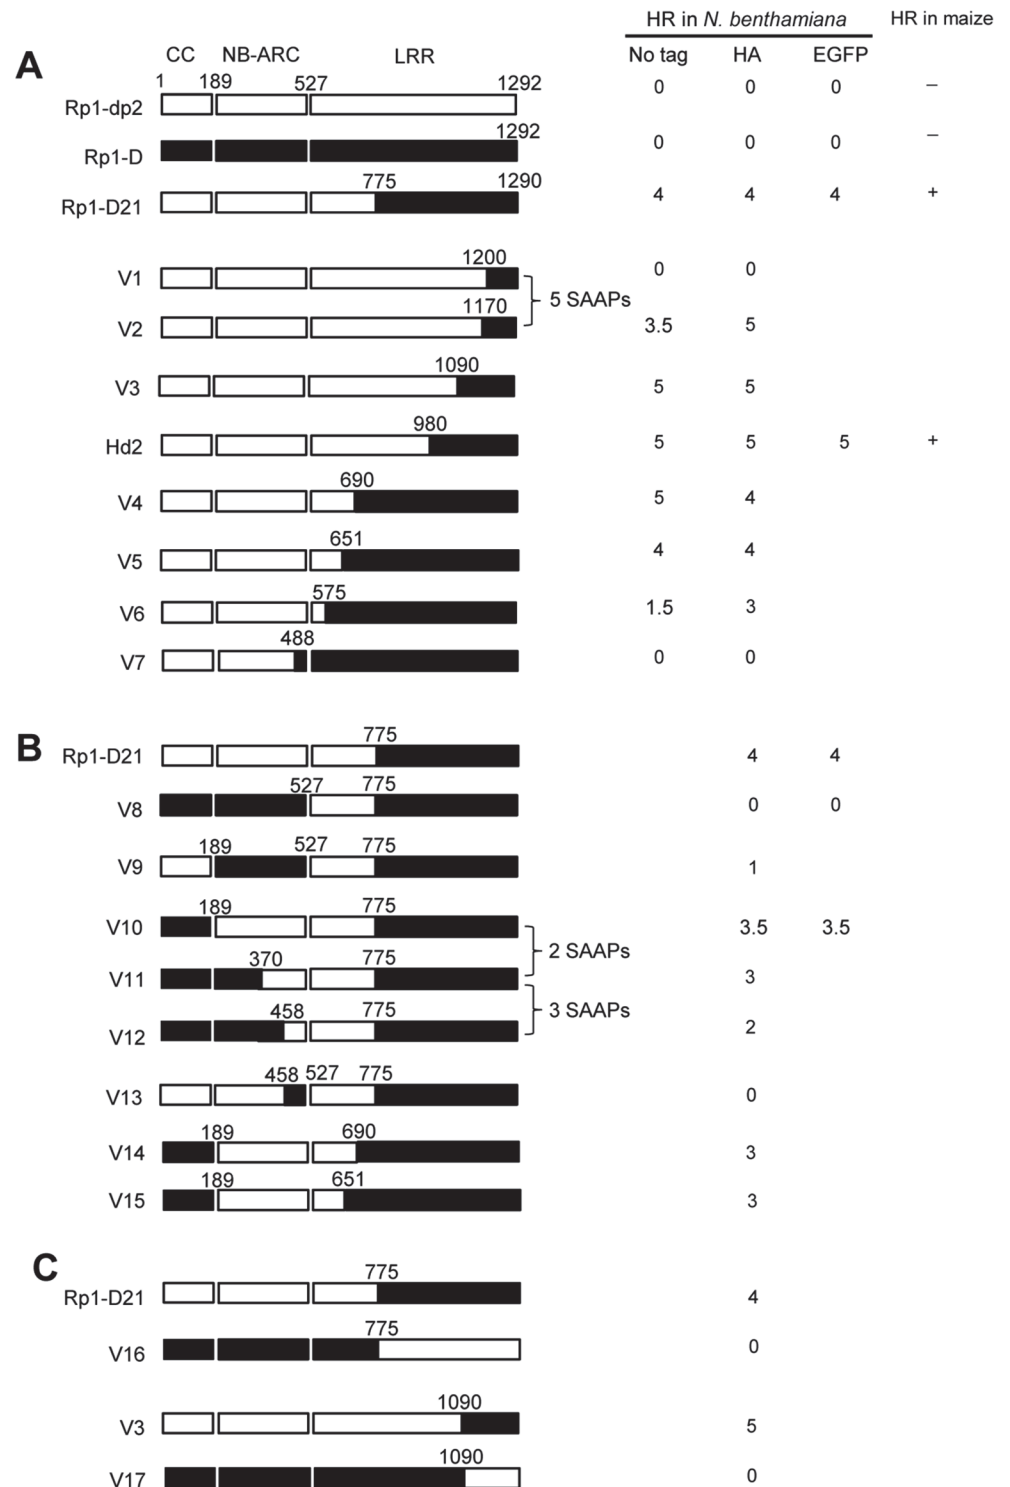 HR in N. benthamiana HR in maize
A CC NB-ARC LRR No tag HA EGFP
1 189 527 1292
Rp1-dp2 0 0 0 –
1292
Rp1-D 0 0 0 –
775 1290
Rp1-D21 4 4 4 +
1200
V1 0 0
5 SAAPs
1170
V2 3.5 5
1090
V3 5 5
980
Hd2 5 5 5 +
690
V4 5 4
651
V5 4 4
575
V6 1.5 3
488
V7 0 0
B 775
Rp1-D21 4 4
527 775
V8 0 0
189 527 775
V9 1
189 775
V10 3.5 3.5
2 SAAPs
370 775
V11 3
3 SAAPs
458 775
V12 2
458 527 775
V13 0
189 690
V14 3
189 651
V15 3
C 775
Rp1-D21 4
775
V16 0
1090
V3 5
1090
V17 0